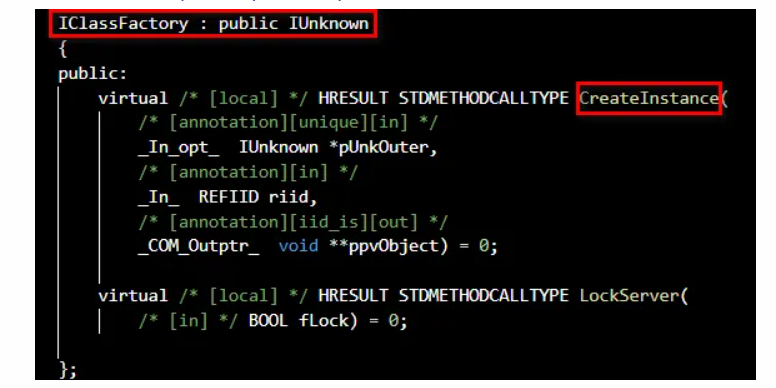 IClassFactory : public IUnknown
{
public:
virtual /* [local] */ HRESULT STDMETHODCALLTYPE CreateInstance(
/* [annotation][unique][in] */
_In_opt_ IUnknown *pUnkOuter,
/* [annotation][in] */
_In_ REFIID riid,
/* [annotation][iid_is][out] */
_COM_Outptr_ void **ppvObject) = 0;
virtual /* [local] */ HRESULT STDMETHODCALLTYPE LockServer(
/* [in] */ BOOL fLock) = 0;
};